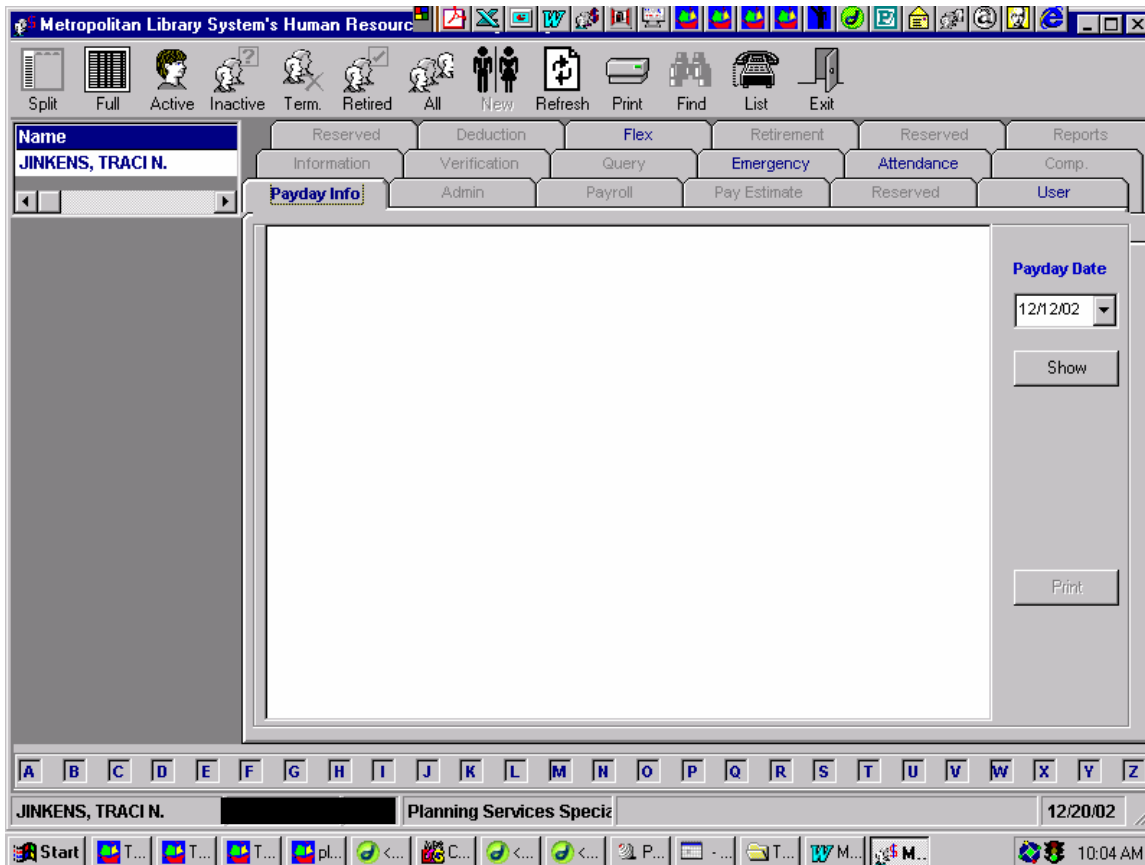 Metropolitan Library System's Human Resourc
Split Full Active Inactive Term. Retired All New Refresh Print Find List Exit
Name
JINKENS, TRACI N.
Reserved Deduction Flex Retirement Reserved Reports
Information Verification Query Emergency Attendance Comp.
Payday Info Admin Payroll Pay Estimate Reserved User
Payday Date
12/12/02
Show
Print
A B C D E F G H I J K L M N O P Q R S T U V W X Y Z
JINKENS, TRACI N. Planning Services Specia 12/20/02
Start T... T... T... pl... <... C... <... <... P... -... T... M... M.. 10:04 AM